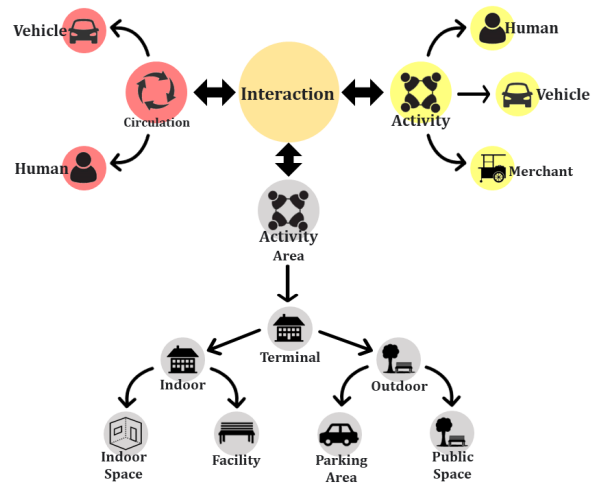 Vehicle
Human
Interaction
Vehicle
Circulation
Activity
Human
Merchant
Activity
Area
Terminal
Indoor
Outdoor
Indoor
Space
Facility
Parking
Area
Public
Space